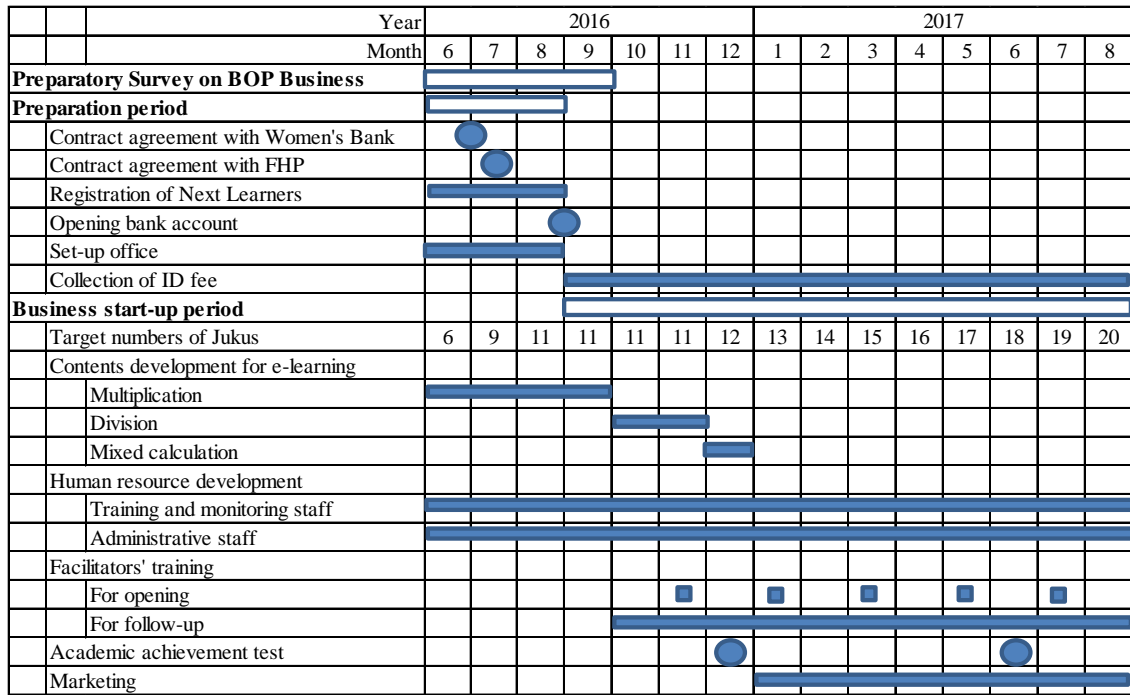 Year 2016 2017
Month 6 7 8 9 10 11 12 1 2 3 4 5 6 7 8
Preparatory Survey on BOP Business
Preparation period
Contract agreement with Women's Bank
Contract agreement with FHP
Registration of Next Learners
Opening bank account
Set-up office
Collection of ID fee
Business start-up period
Target numbers of Jukus 6 9 11 11 11 11 12 13 14 15 16 17 18 19 20
Contents development for e-learning
Multiplication
Division
Mixed calculation
Human resource development
Training and monitoring staff
Administrative staff
Facilitators' training
For opening
For follow-up
Academic achievement test
Marketing